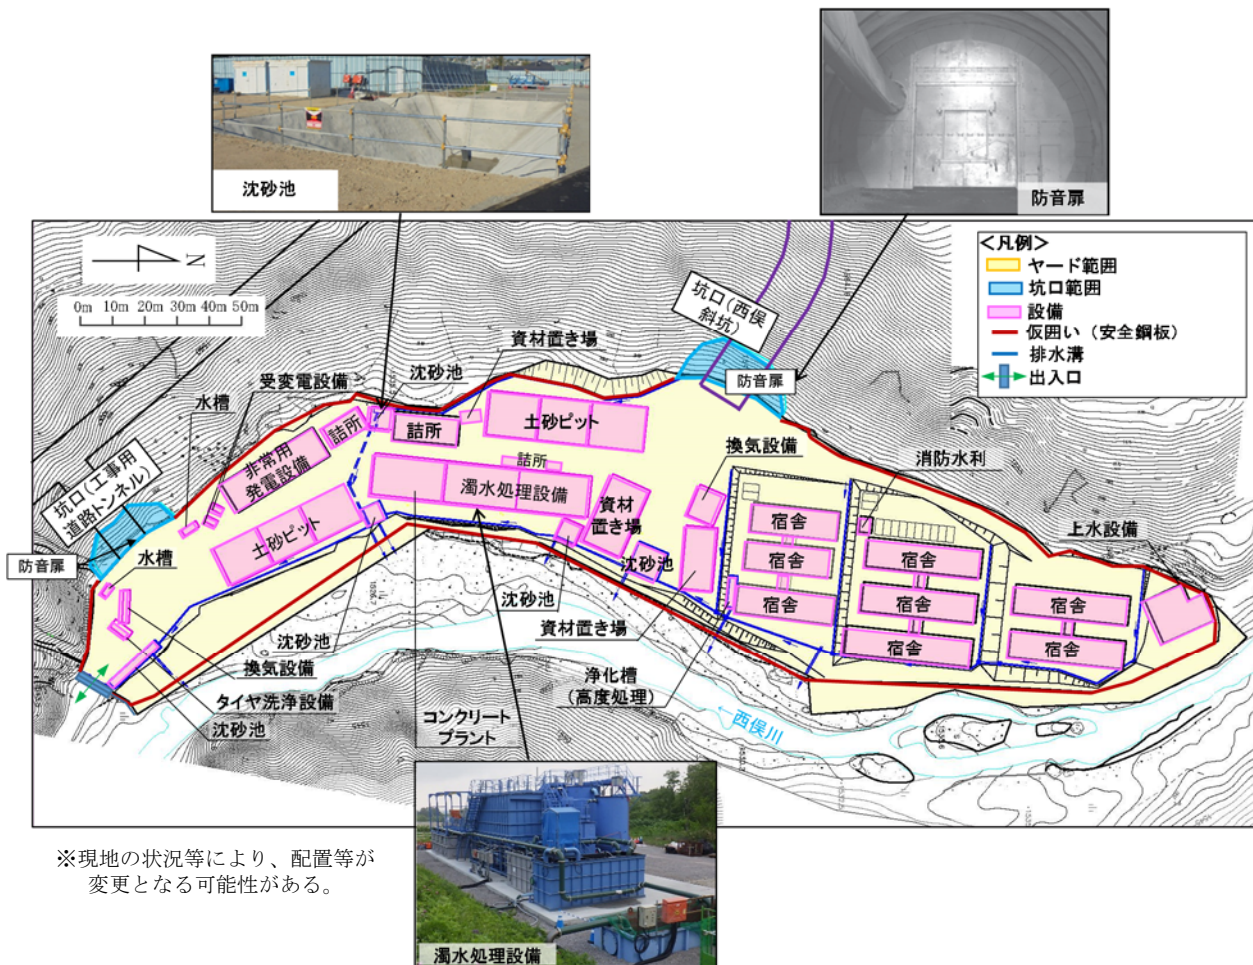 沈砂池
防音扉
N
0m 10m 20m 30m 40m 50m
＜凡例＞
ヤード範囲
坑口範囲
設備
仮囲い（安全鋼板）
排水溝
出入口
坑口（西俣
斜坑）
防音扉
資材置き場
沈砂池
受変電設備
水槽
詰所
詰所
土砂ピット
非常用
発電設備
詰所
濁水処理設備
換気設備
消防水利
上水設備
坑口（工事用
道路トンネル）
防音扉
水槽
土砂ピット
資材
置き場
沈砂池
宿舎
宿舎
宿舎
宿舎
宿舎
宿舎
宿舎
宿舎
沈砂池
資材置き場
沈砂池
換気設備
タイヤ洗浄設備
沈砂池
浄化槽
（高度処理）
コンクリート
プラント
←西俣川
※現地の状況等により、配置等が
変更となる可能性がある。
濁水処理設備